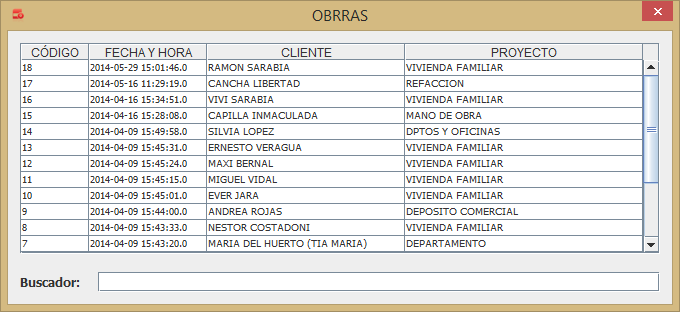 OBRRAS
CÓDIGO FECHA Y HORA CLIENTE PROYECTO
18 2014-05-29 15:01:46.0 RAMON SARABIA VIVIENDA FAMILIAR
17 2014-05-16 11:29:19.0 CANCHA LIBERTAD REFACCION
16 2014-04-16 15:34:51.0 VIVI SARABIA VIVIENDA FAMILIAR
15 2014-04-16 15:28:08.0 CAPILLA INMACULADA MANO DE OBRA
14 2014-04-09 15:49:58.0 SILVIA LOPEZ DPTOS Y OFICINAS
13 2014-04-09 15:45:31.0 ERNESTO VERAGUA VIVIENDA FAMILIAR
12 2014-04-09 15:45:24.0 MAXI BERNAL VIVIENDA FAMILIAR
11 2014-04-09 15:45:15.0 MIGUEL VIDAL VIVIENDA FAMILIAR
10 2014-04-09 15:45:01.0 EVER JARA VIVIENDA FAMILIAR
9 2014-04-09 15:44:00.0 ANDREA ROJAS DEPOSITO COMERCIAL
8 2014-04-09 15:43:33.0 NESTOR COSTADONI VIVIENDA FAMILIAR
7 2014-04-09 15:43:20.0 MARIA DEL HUERTO (TIA MARIA) DEPARTAMENTO
Buscador: